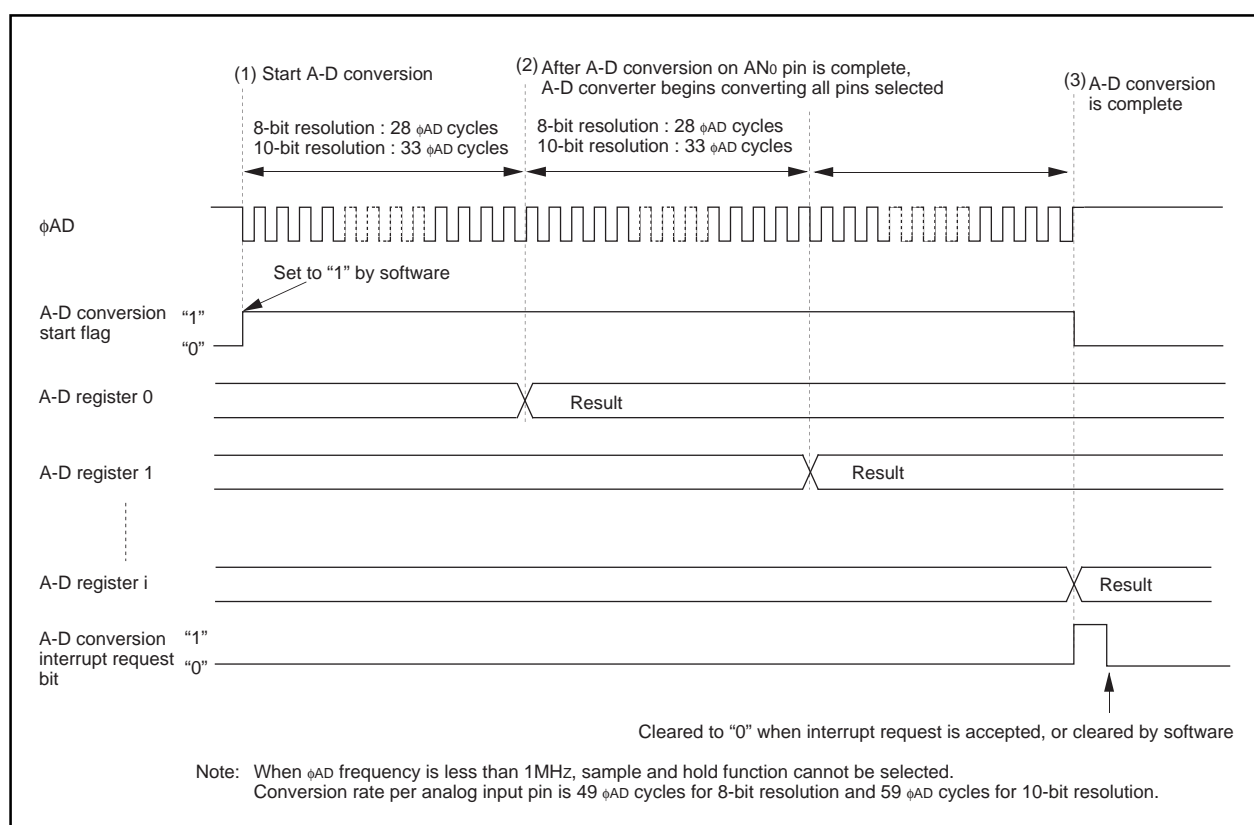 (1) Start A-D conversion
(2) After A-D conversion on AN0 pin is complete,
A-D converter begins converting all pins selected
(3) A-D conversion
is complete
8-bit resolution : 28 ϕAD cycles
10-bit resolution : 33 ϕAD cycles
8-bit resolution : 28 ϕAD cycles
10-bit resolution : 33 ϕAD cycles
ϕAD
Set to “1” by software
A-D conversion
start flag
“1”
“0”
A-D register 0
Result
A-D register 1
Result
A-D register i
Result
A-D conversion
interrupt request
bit
“1”
“0”
Cleared to “0” when interrupt request is accepted, or cleared by software
Note: When ϕAD frequency is less than 1MHz, sample and hold function cannot be selected.
Conversion rate per analog input pin is 49 ϕAD cycles for 8-bit resolution and 59 ϕAD cycles for 10-bit resolution.